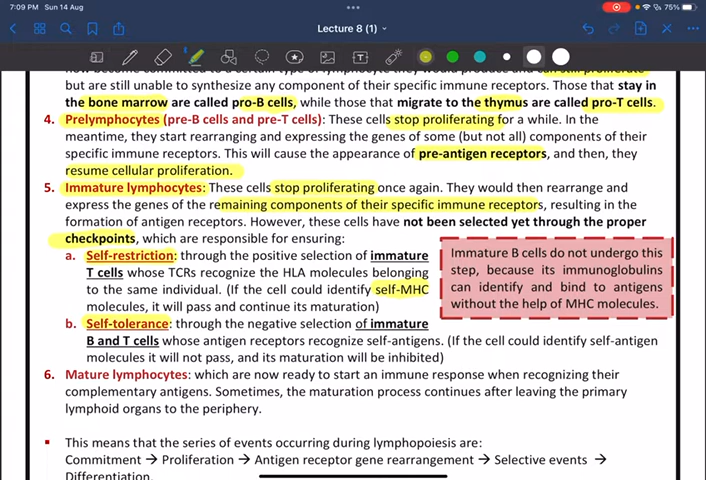 7:09 PM Sun 14 Aug
75%
Lecture 8 (1)
but are still unable to synthesize any component of their specific immune receptors. Those that stay in
the bone marrow are called pro-B cells, while those that migrate to the thymus are called pro-T cells.
4. Prelymphocytes (pre-B cells and pre-T cells): These cells stop proliferating for a while. In the
meantime, they start rearranging and expressing the genes of some (but not all) components of their
specific immune receptors. This will cause the appearance of pre-antigen receptors, and then, they
resume cellular proliferation.
5. Immature lymphocytes: These cells stop proliferating once again. They would then rearrange and
express the genes of the remaining components of their specific immune receptors, resulting in the
formation of antigen receptors. However, these cells have not been selected yet through the proper
checkpoints, which are responsible for ensuring:
a. Self-restriction: through the positive selection of immature
T cells whose TCRs recognize the HLA molecules belonging
to the same individual. (If the cell could identify self-MHC
molecules, it will pass and continue its maturation)
Immature B cells do not undergo this
step, because its immunoglobulins
can identify and bind to antigens
without the help of MHC molecules.
b. Self-tolerance: through the negative selection of immature
B and T cells whose antigen receptors recognize self-antigens. (If the cell could identify self-antigen
molecules it will not pass, and its maturation will be inhibited)
6. Mature lymphocytes: which are now ready to start an immune response when recognizing their
complementary antigens. Sometimes, the maturation process continues after leaving the primary
lymphoid organs to the periphery.
▪ This means that the series of events occurring during lymphopoiesis are:
Commitment → Proliferation → Antigen receptor gene rearrangement → Selective events →
Differentiation.